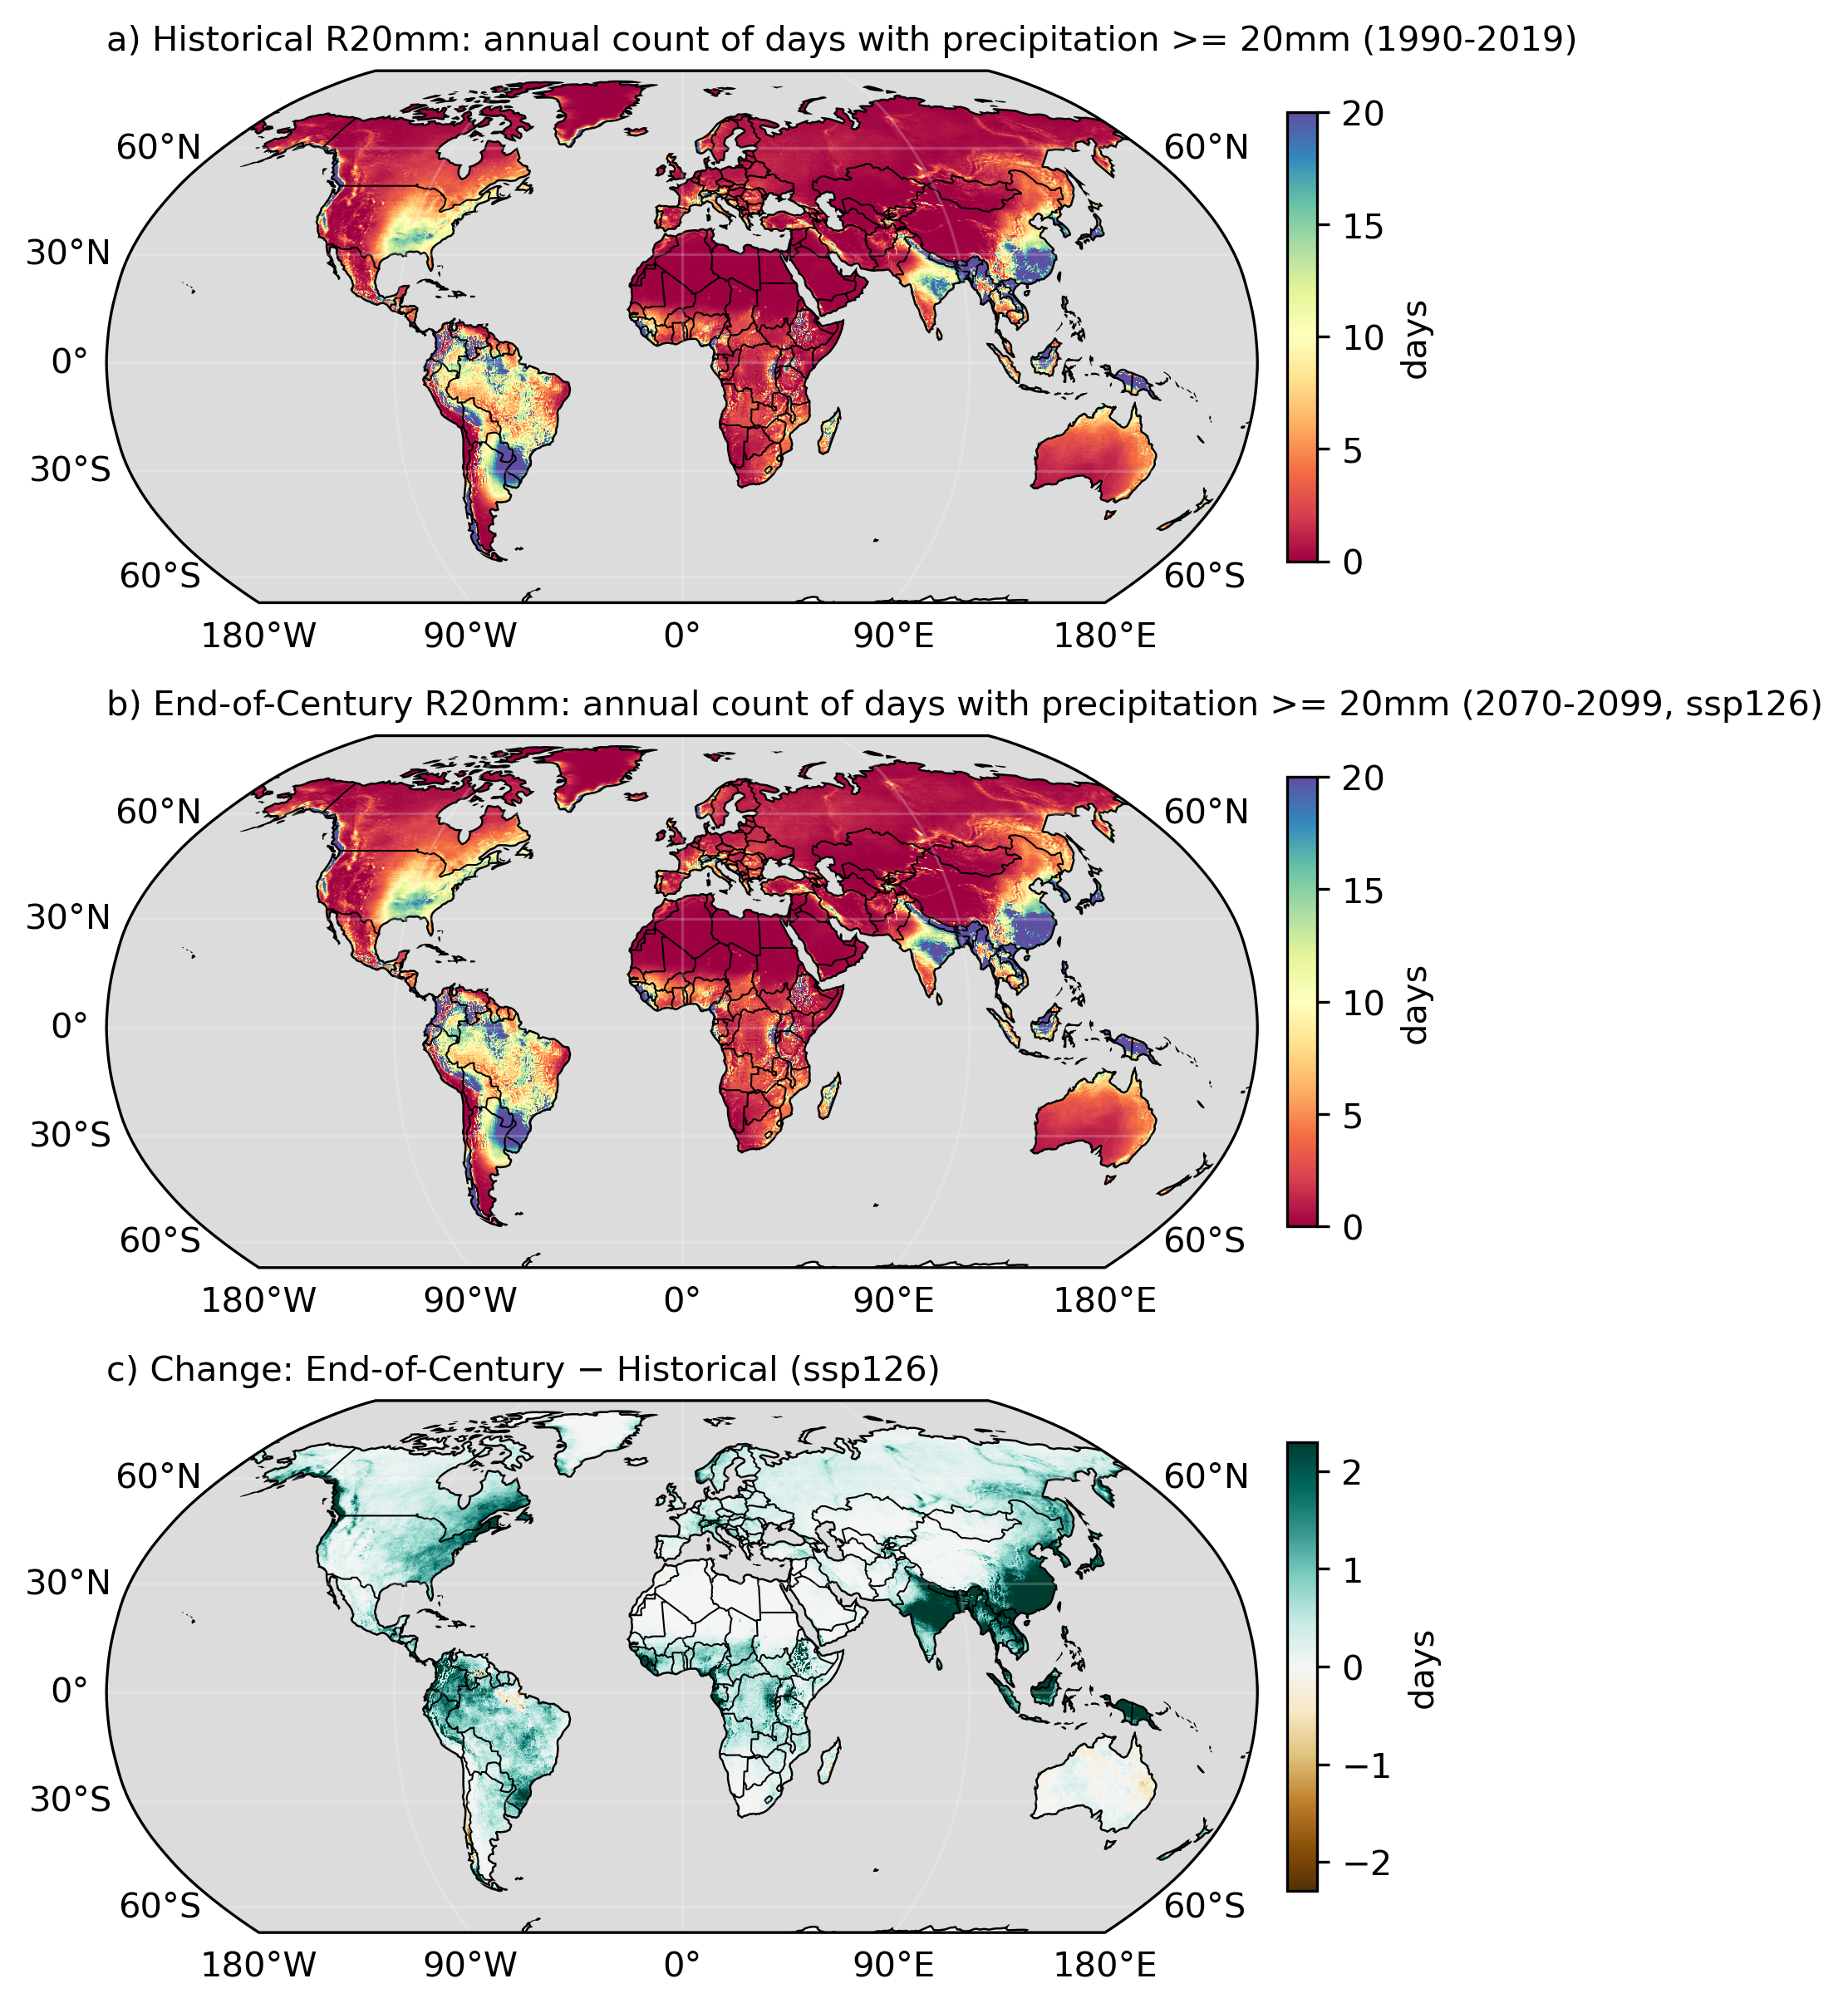 a) Historical R20mm: annual count of days with precipitation >= 20mm (1990-2019)
20
60°N 60°N
15
30°N
10
days
0°
5
30°S
0
60°S 60°S
180°W 90°W 0° 90°E 180°E
b) End-of-Century R20mm: annual count of days with precipitation >= 20mm (2070-2099, ssp126)
20
60°N 60°N
15
30°N
10
days
0°
5
30°S
0
60°S 60°S
180°W 90°W 0° 90°E 180°E
c) Change: End-of-Century − Historical (ssp126)
2
60°N 60°N
1
30°N
0
days
0°
−1
30°S
−2
60°S 60°S
180°W 90°W 0° 90°E 180°E